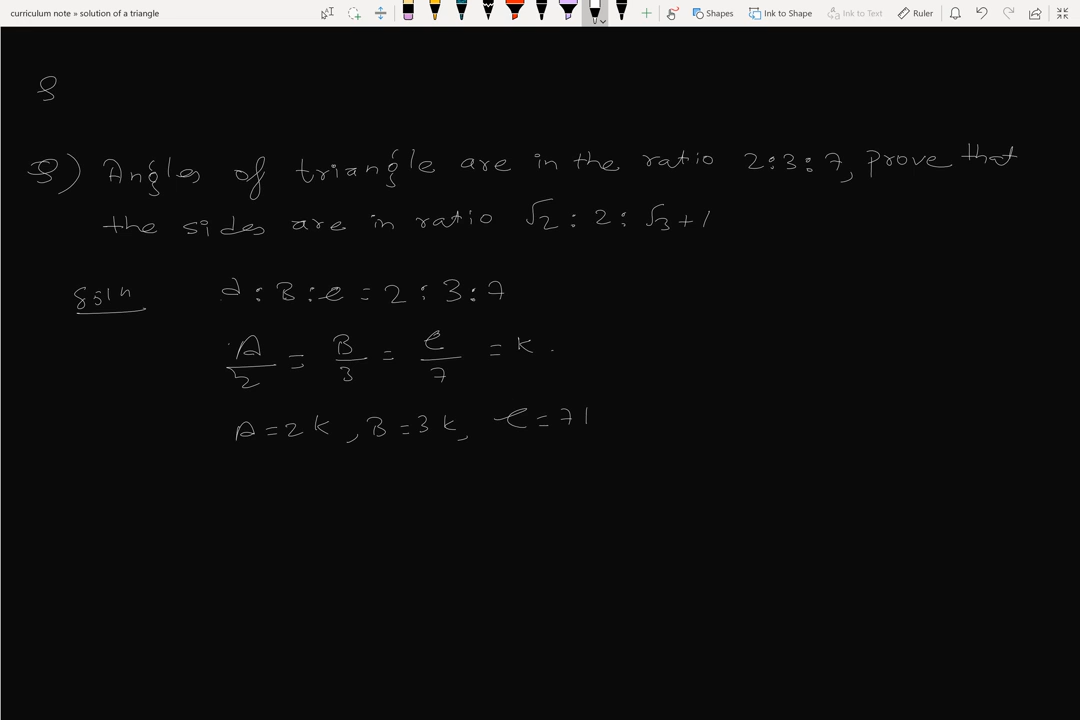 curriculum note » solution of a triangle
Shapes Ink to Shape Ink to Text Ruler
Q) Angles of triangle are in the ratio 2:3:7, prove that
the sides are in ratio √2 : 2 : √3+1
Soln A : B : C = 2 : 3 : 7
A/2 = B/3 = C/7 = k.
A = 2k, B = 3k, C = 7